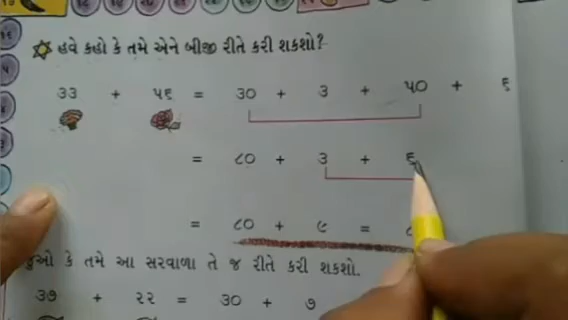 હવે કહો કે તમે એને બીજી રીતે કરી શકશો?
૩૩ + ૫૬ = ૩૦ + ૩ + ૫૦ + ૬
= ૮૦ + ૩ + ૬
= ૮૦ + ૯ =
કે તમે આ સરવાળા તે જ રીતે કરી શકશો.
૩૭ + ૨૨ = ૩૦ + ૭